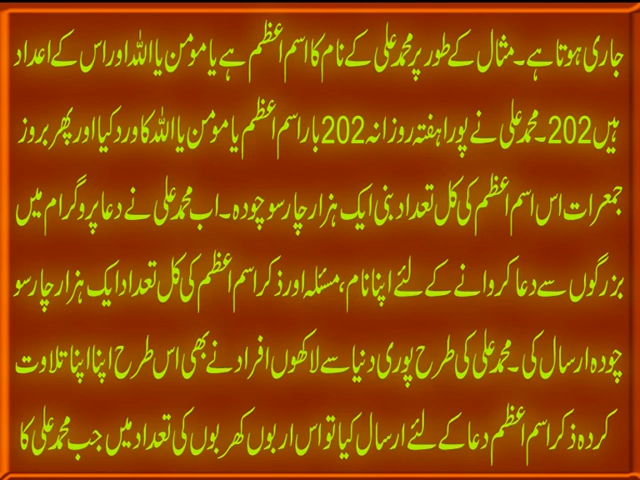 جاری ہوتا ہے۔ مثال کے طور پر محمد علی کے نام کا اسم اعظم ہے یا مومن یا اللہ اور اس کے اعداد
ہیں 202۔ محمد علی نے پورا ہفتہ روزانہ 202 بار اسم اعظم یا مومن یا اللہ کا ورد کیا اور پھر بروز
جمعرات اس اسم اعظم کی کل تعداد بنی ایک ہزار چار سو چودہ۔ اب محمد علی نے دعا پروگرام میں
بزرگوں سے دعا کروانے کے لئے اپنا نام، مسئلہ اور ذکر اسم اعظم کی کل تعداد ایک ہزار چار سو
چودہ ارسال کی۔ محمد علی کی طرح پوری دنیا سے لاکھوں افراد نے بھی اس طرح اپنا اپنا تلاوت
کردہ ذکر اسم اعظم دعا کے لئے ارسال کیا تو اس اربوں کھربوں کی تعداد میں جب محمد علی کا